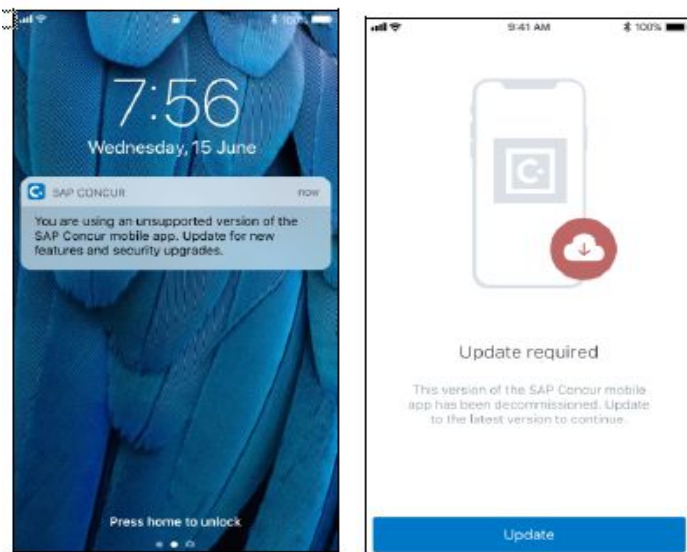 100%
7:56
Wednesday, 15 June
SAP CONCUR now
You are using an unsupported version of the
SAP Concur mobile app. Update for new
features and security upgrades.
Press home to unlock
9:41 AM 100%
C
Update required
This version of the SAP Concur mobile
app has been decommissioned. Update
to the latest version to continue.
Update